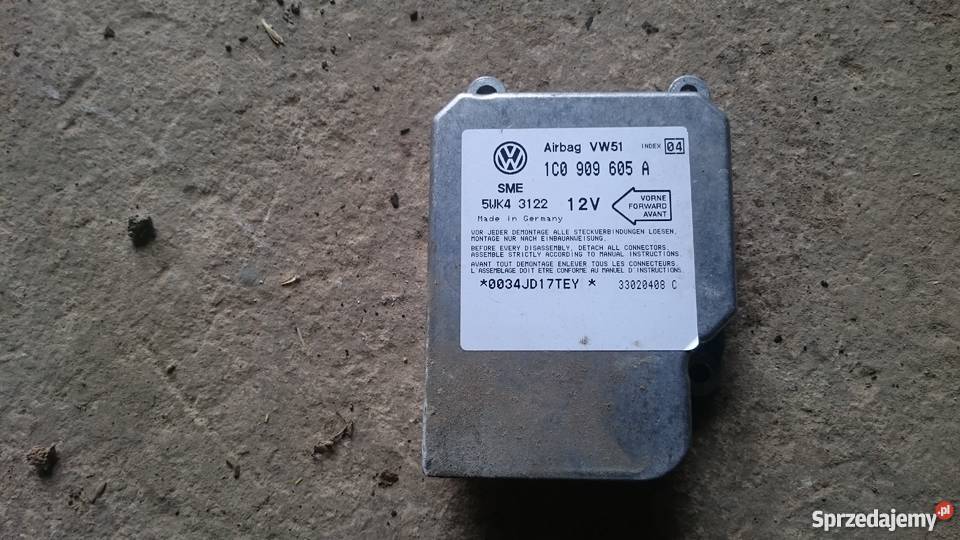 Airbag VW51 INDEX 04
1C0 909 605 A
SME
5WK4 3122 12V
VORNE
FORWARD
AVANT
Made in Germany
VOR JEDER DEMONTAGE ALLE STECKVERBINDUNGEN LOESEN.
MONTAGE NUR NACH EINBAUANWEISUNG.
BEFORE EVERY DISASSEMBLY, DETACH ALL CONNECTORS.
ASSEMBLE STRICTLY ACCORDING TO MANUAL INSTRUCTIONS.
AVANT TOUT DEMONTAGE ENLEVER TOUS LES CONNECTEURS.
L'ASSEMBLAGE DOIT ETRE CONFORME AU MANUEL D'INSTRUCTIONS.
*0034JD17TEY * 33020408 C
Sprzedajemy.pl